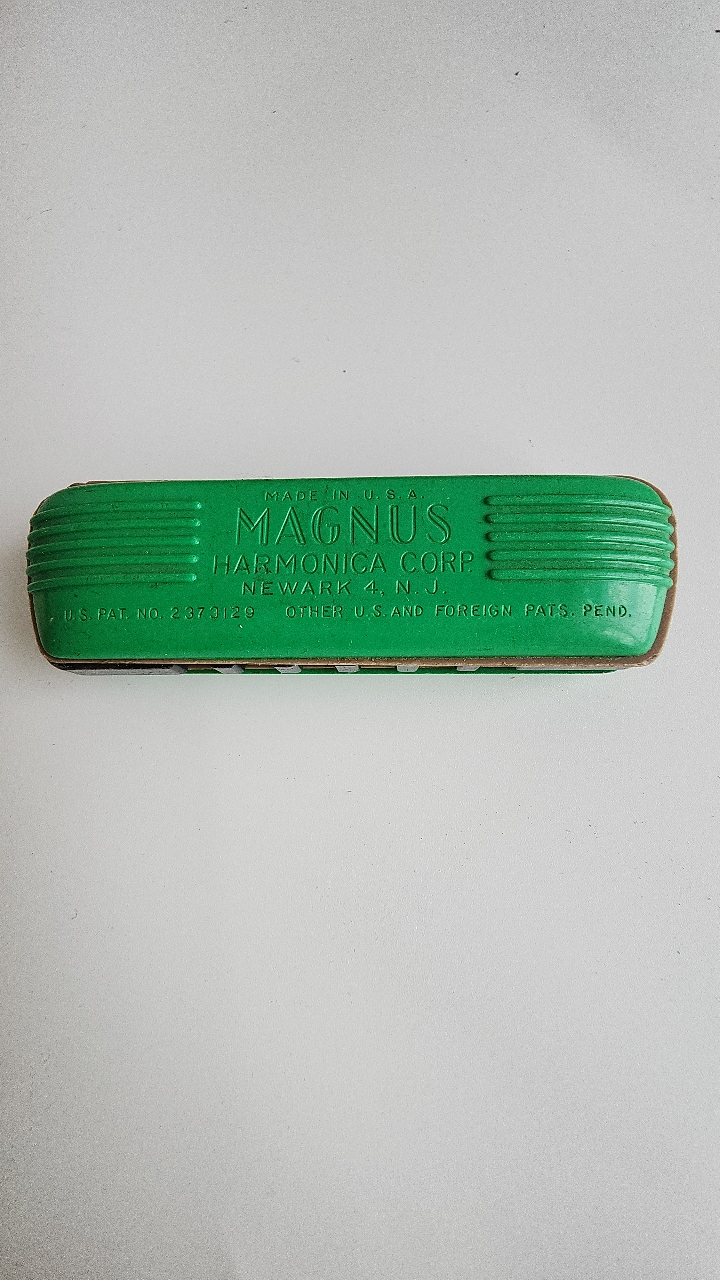 MADE IN U.S.A.
MAGNUS
HARMONICA CORP.
NEWARK 4, N.J.
U.S. PAT. NO. 2373129 OTHER U.S. AND FOREIGN PATS. PEND.